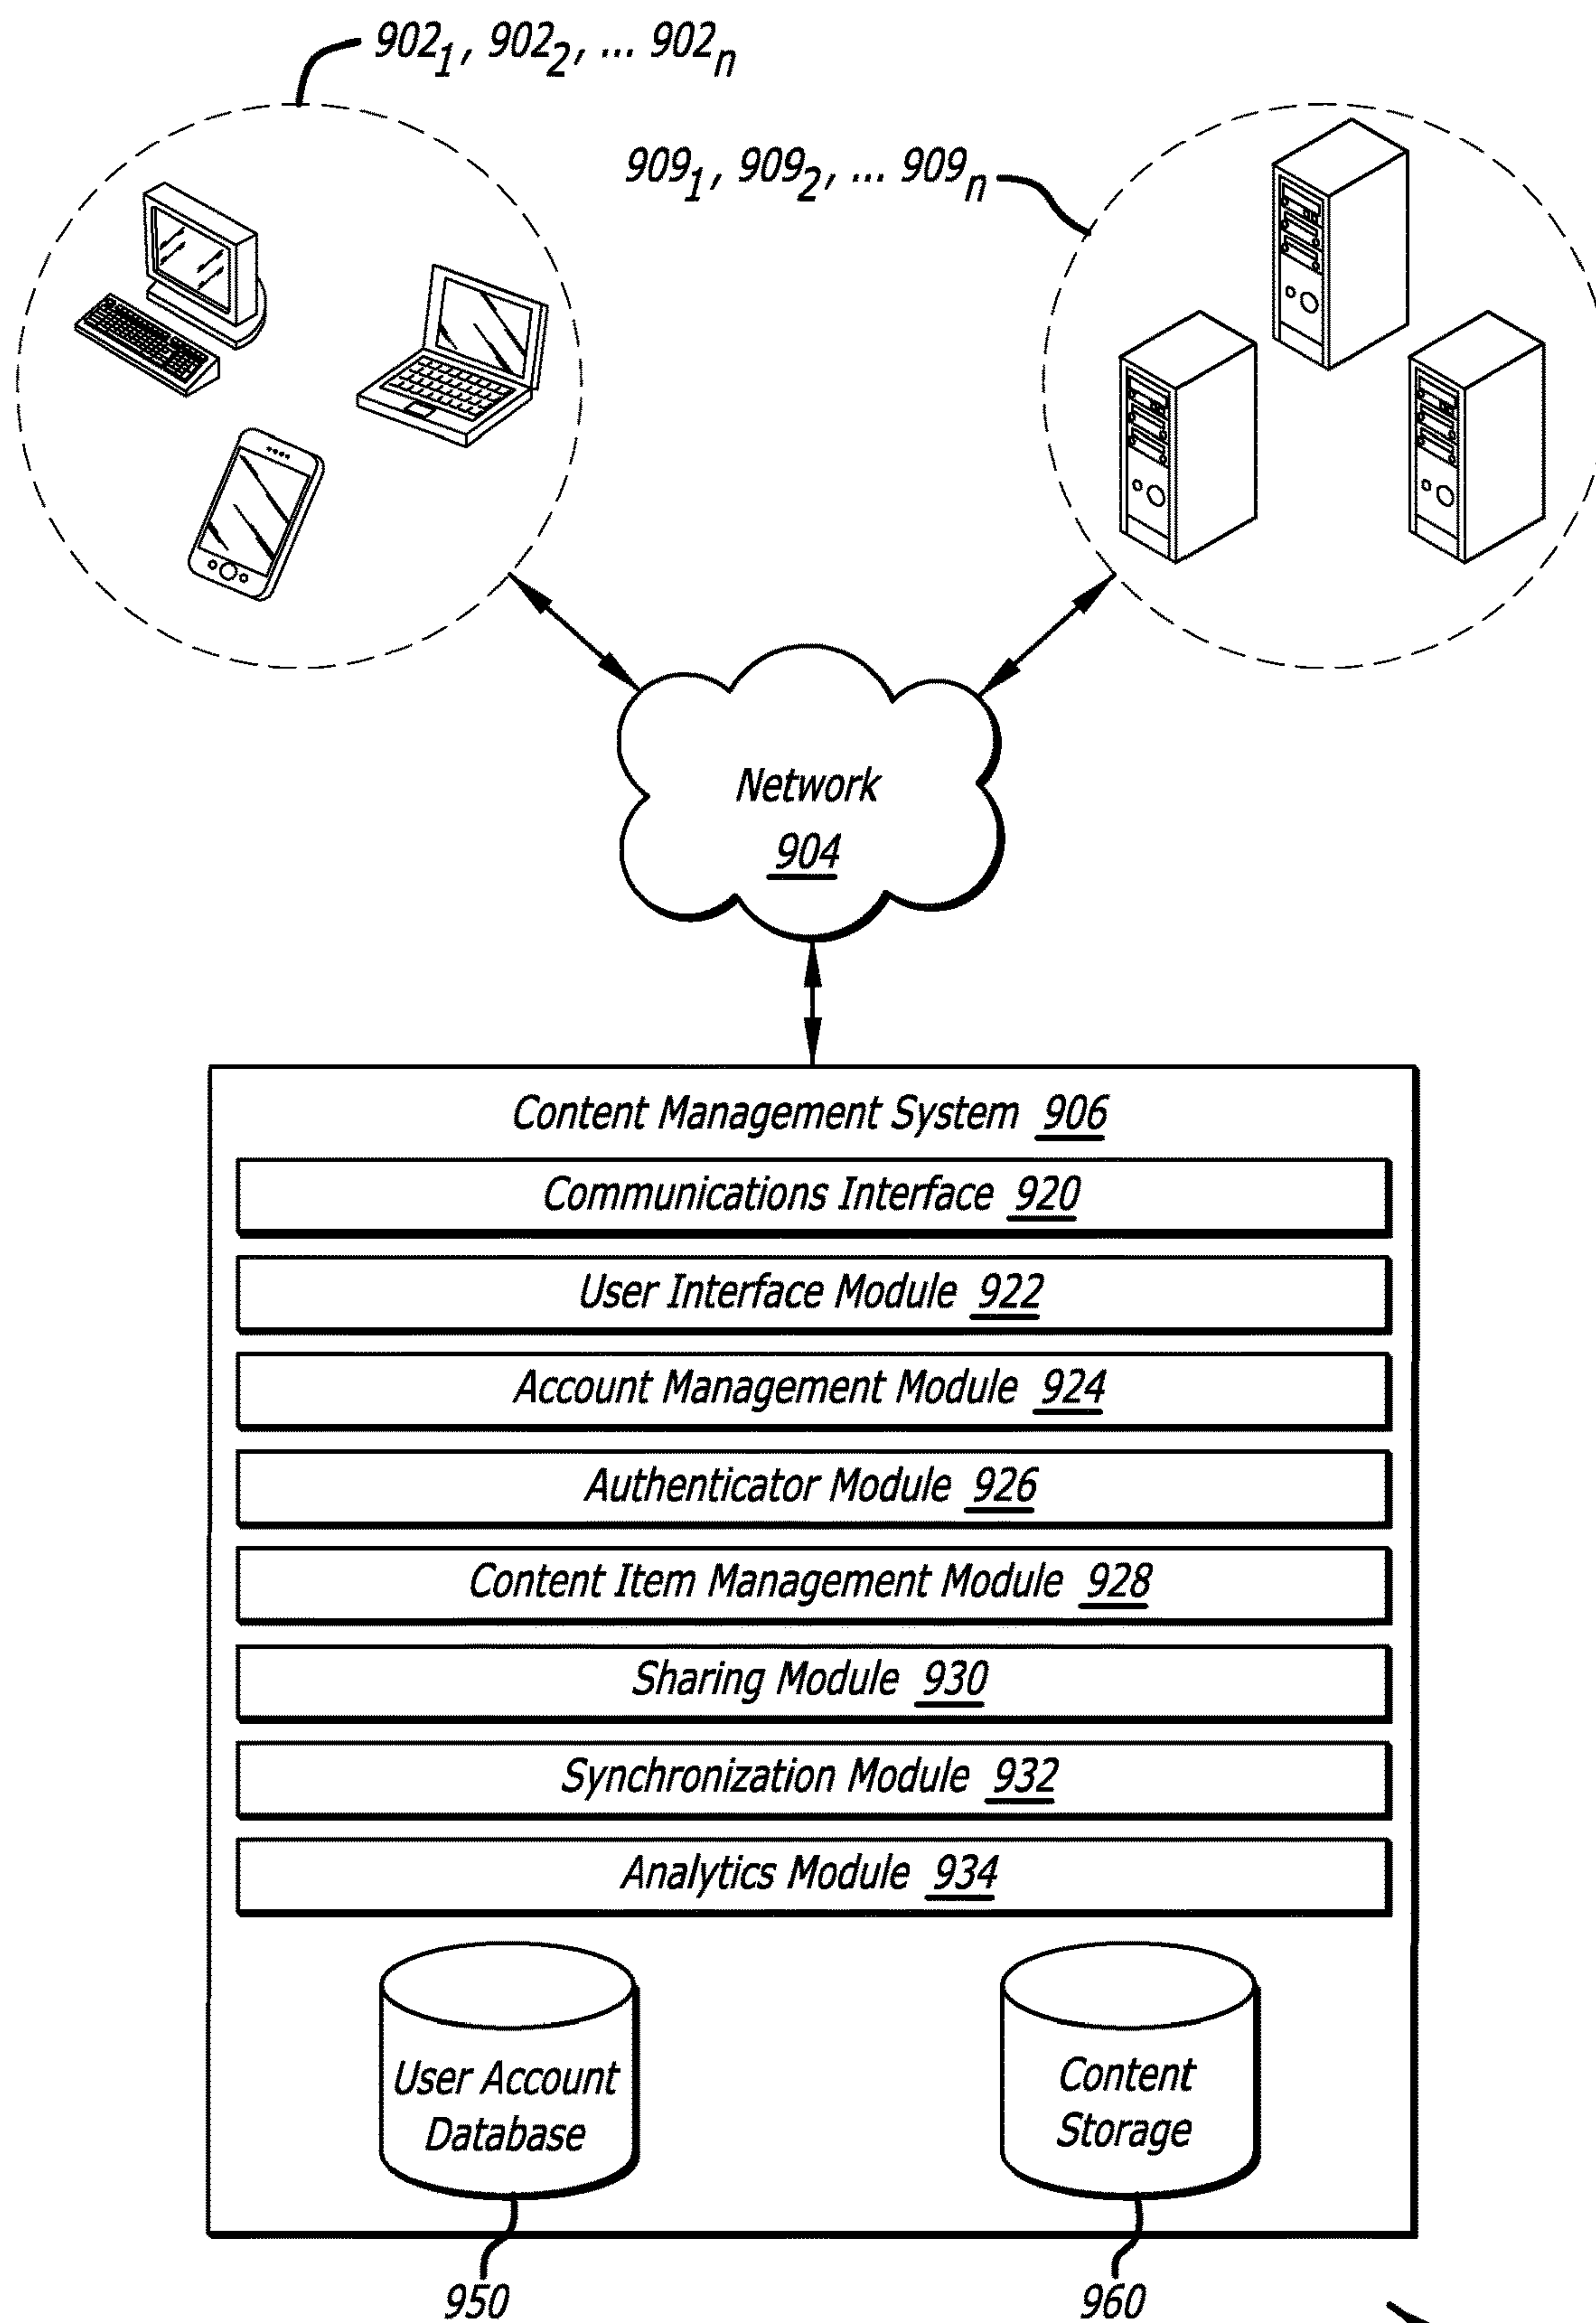 902₁, 902₂, ... 902ₙ
909₁, 909₂, ... 909ₙ
Network
904
Content Management System 906
Communications Interface 920
User Interface Module 922
Account Management Module 924
Authenticator Module 926
Content Item Management Module 928
Sharing Module 930
Synchronization Module 932
Analytics Module 934
User Account
Database
Content
Storage
950
960